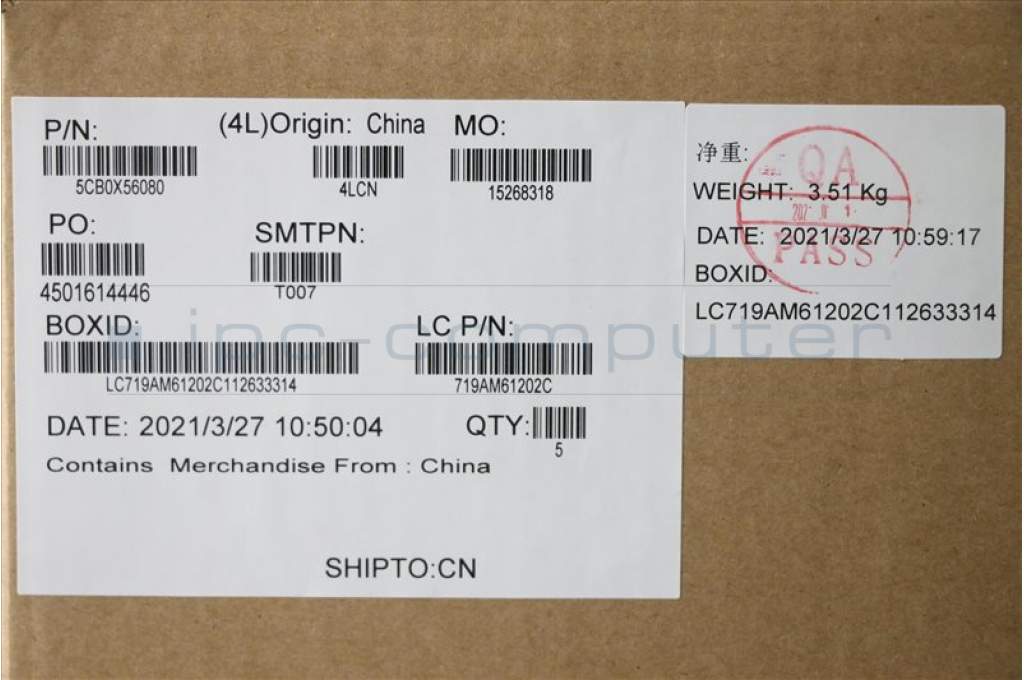 P/N:
5CB0X56080
(4L)Origin: China
4LCN
MO:
15268318
PO:
4501614446
SMTPN:
T007
BOXID:
LC719AM61202C112633314
LC P/N:
719AM61202C
DATE: 2021/3/27 10:50:04
QTY:
5
Contains Merchandise From : China
SHIPTO:CN
净重:
WEIGHT: 3.51 Kg
DATE: 2021/3/27 10:59:17
BOXID:
LC719AM61202C112633314
QA
PASS
ipc-computer